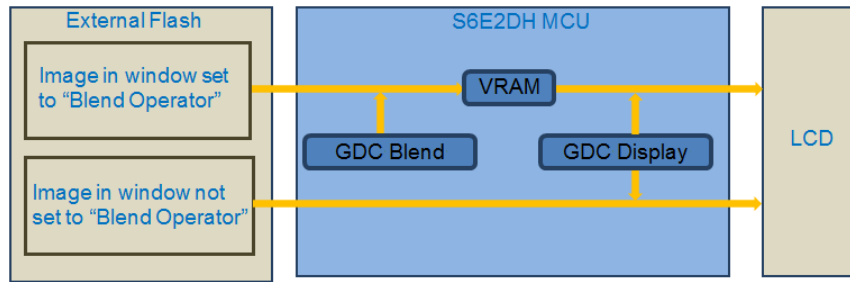 External Flash
S6E2DH MCU
Image in window set
to “Blend Operator”
VRAM
GDC Blend
GDC Display
LCD
Image in window not
set to “Blend Operator”